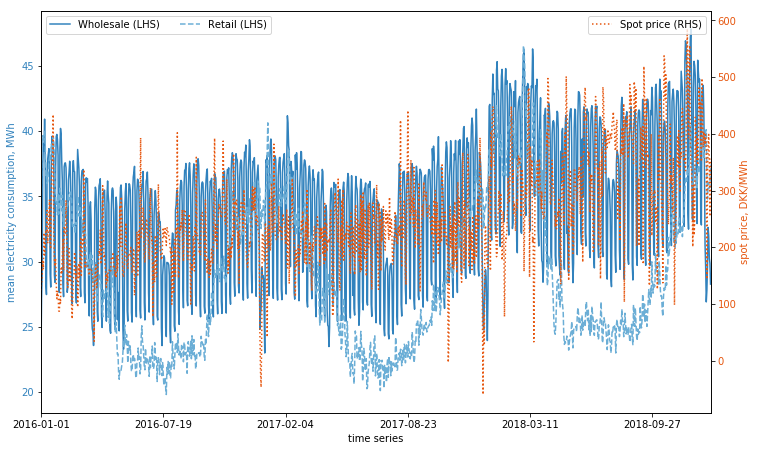 Wholesale (LHS) Retail (LHS) Spot price (RHS)
mean electricity consumption, MWh
45
40
35
30
25
20
600
500
400
300
200
100
0
spot price, DKK/MWh
2016-01-01 2016-07-19 2017-02-04 2017-08-23 2018-03-11 2018-09-27
time series